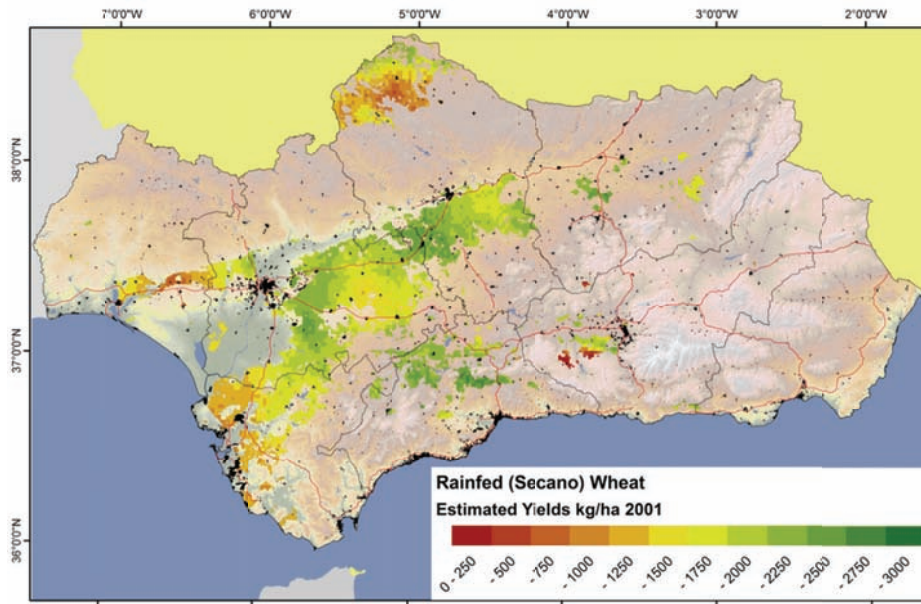 7°0'0"W 6°0'0"W 5°0'0"W 4°0'0"W 3°0'0"W 2°0'0"W
38°0'0"N
37°0'0"N
36°0'0"N
Rainfed (Secano) Wheat
Estimated Yields kg/ha 2001
0 - 250 - 500 - 750 - 1000 - 1250 - 1500 - 1750 - 2000 - 2250 - 2500 - 2750 - 3000